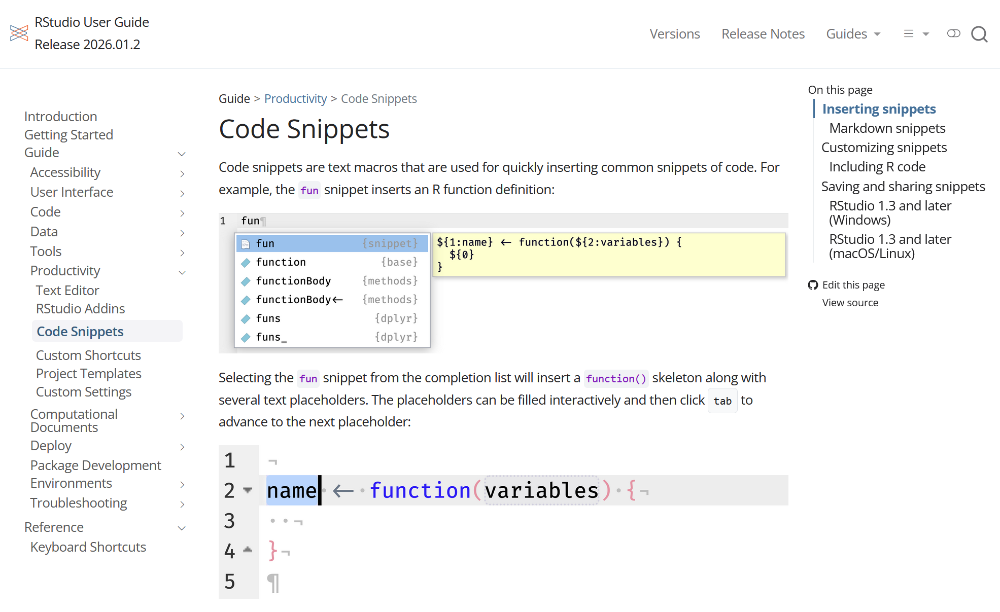 RStudio User Guide
Release 2026.01.2
Versions
Release Notes
Guides
Introduction
Getting Started
Guide
Accessibility
User Interface
Code
Data
Tools
Productivity
Text Editor
RStudio Addins
Code Snippets
Custom Shortcuts
Project Templates
Custom Settings
Computational
Documents
Deploy
Package Development
Environments
Troubleshooting
Reference
Keyboard Shortcuts
Guide > Productivity > Code Snippets
Code Snippets
Code snippets are text macros that are used for quickly inserting common snippets of code. For
example, the fun snippet inserts an R function definition:
1 fun¶
fun {snippet}
function {base}
functionBody {methods}
functionBody<- {methods}
funs {dplyr}
funs_ {dplyr}
${1:name} <- function(${2:variables}) {
${0}
}
Selecting the fun snippet from the completion list will insert a function() skeleton along with
several text placeholders. The placeholders can be filled interactively and then click tab to
advance to the next placeholder:
1 ¬
2 name·<-·function(variables)·{¬
3 ··¬
4 }¬
5 ¶
On this page
Inserting snippets
Markdown snippets
Customizing snippets
Including R code
Saving and sharing snippets
RStudio 1.3 and later
(Windows)
RStudio 1.3 and later
(macOS/Linux)
Edit this page
View source